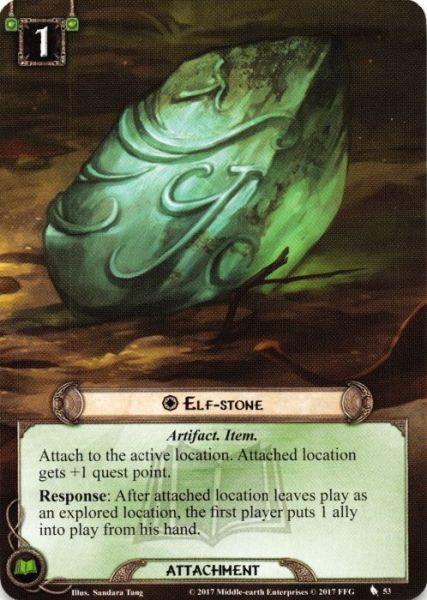 1
Elf-stone
Artifact. Item.
Attach to the active location. Attached location
gets +1 quest point.
Response: After attached location leaves play as
an explored location, the first player puts 1 ally
into play from his hand.
ATTACHMENT
Illus. Sandara Tang © 2017 Middle-earth Enterprises © 2017 FFG 53